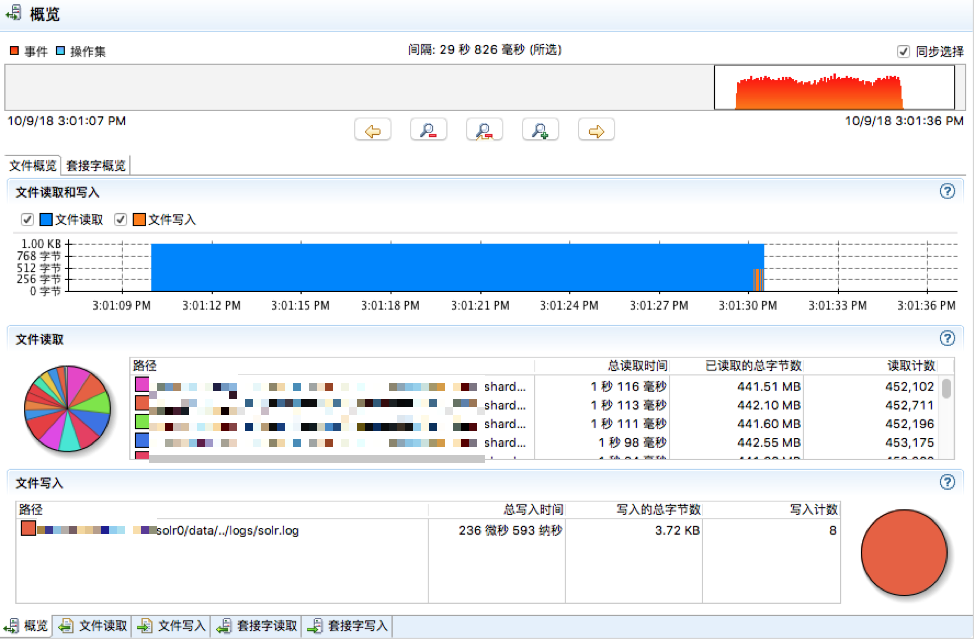 概览
事件 操作集 间隔: 29 秒 826 毫秒 (所选) 同步选择
10/9/18 3:01:07 PM 10/9/18 3:01:36 PM
文件概览 套接字概览
文件读取和写入
文件读取 文件写入
1.00 KB
768 字节
512 字节
256 字节
0 字节
3:01:09 PM 3:01:12 PM 3:01:15 PM 3:01:18 PM 3:01:21 PM 3:01:24 PM 3:01:27 PM 3:01:30 PM 3:01:33 PM 3:01:36 PM
文件读取
路径 总读取时间 已读取的总字节数 读取计数
shard... 1 秒 116 毫秒 441.51 MB 452,102
shard... 1 秒 113 毫秒 442.10 MB 452,711
shard... 1 秒 111 毫秒 441.60 MB 452,196
shard... 1 秒 98 毫秒 442.55 MB 453,175
文件写入
路径 总写入时间 写入的总字节数 写入计数
solr0/data/../logs/solr.log 236 微秒 593 纳秒 3.72 KB 8
概览 文件读取 文件写入 套接字读取 套接字写入